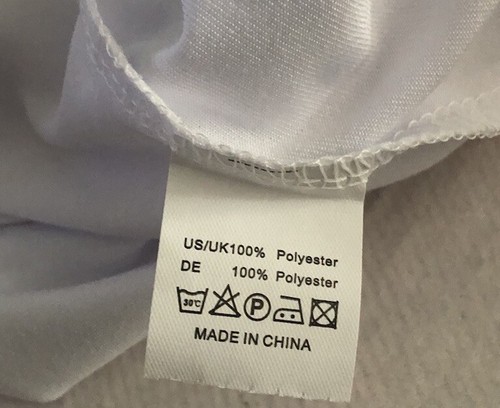 US/UK100% Polyester
DE 100% Polyester
30°C P
MADE IN CHINA